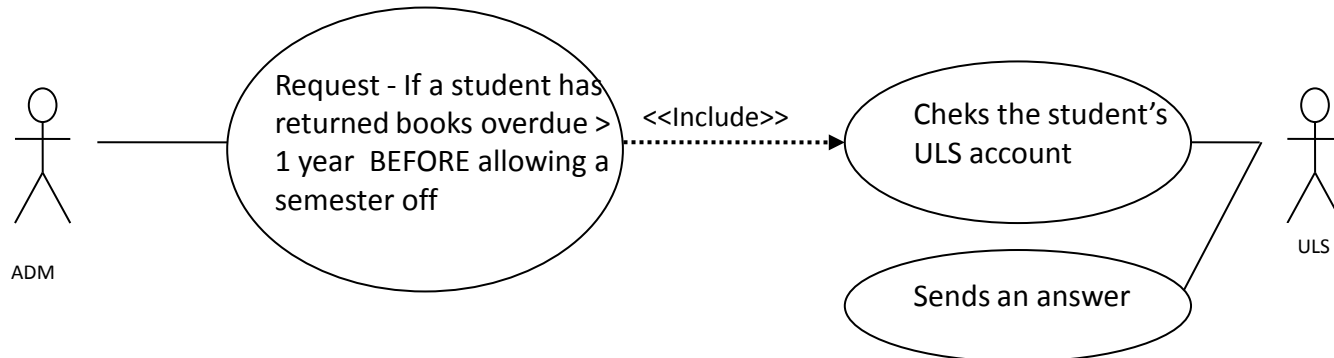 Request - If a student has
returned books overdue >
1 year BEFORE allowing a
semester off
<<Include>>
Cheks the student’s
ULS account
Sends an answer
ADM
ULS